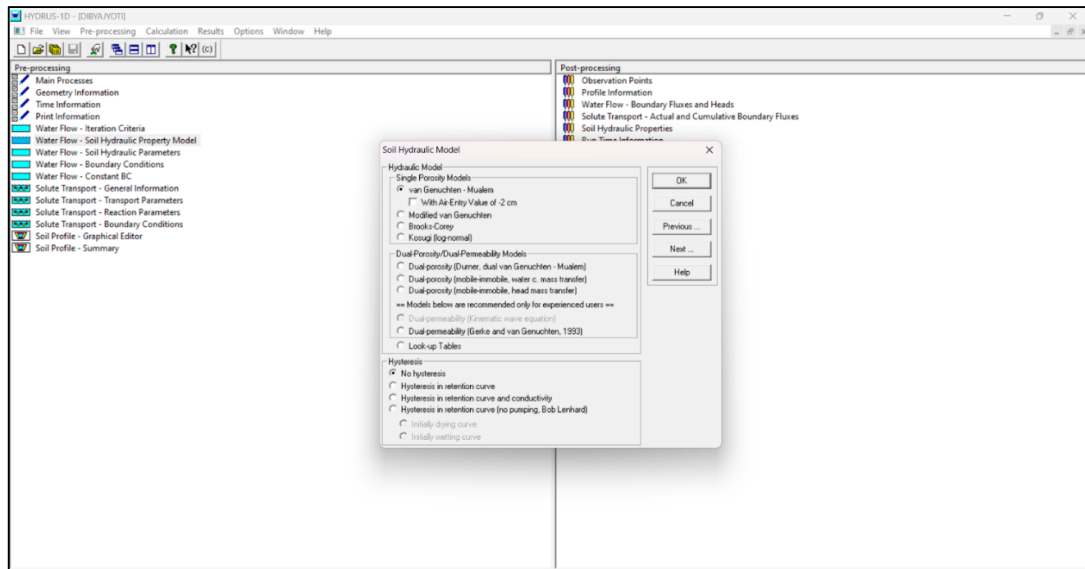 HYDRUS-1D - [DIBYAJYOTI]
File View Pre-processing Calculation Results Options Window Help
Pre-processing
Main Processes
Geometry Information
Time Information
Print Information
Water Flow - Iteration Criteria
Water Flow - Soil Hydraulic Property Model
Water Flow - Soil Hydraulic Parameters
Water Flow - Boundary Conditions
Water Flow - Constant BC
Solute Transport - General Information
Solute Transport - Transport Parameters
Solute Transport - Reaction Parameters
Solute Transport - Boundary Conditions
Soil Profile - Graphical Editor
Soil Profile - Summary
Post-processing
Observation Points
Profile Information
Water Flow - Boundary Fluxes and Heads
Solute Transport - Actual and Cumulative Boundary Fluxes
Soil Hydraulic Properties
Run Time Information
Soil Hydraulic Model
Hydraulic Model
Single Porosity Models
van Genuchten - Mualem
With Air-Entry Value of -2 cm
Modified van Genuchten
Brooks-Corey
Kosugi (log-normal)
Dual-Porosity/Dual-Permeability Models
Dual-porosity (Durner, dual van Genuchten - Mualem)
Dual-porosity (mobile-immobile, water c. mass transfer)
Dual-porosity (mobile-immobile, head mass transfer)
== Models below are recommended only for experienced users ==
Dual-permeability (Kinematic wave equation)
Dual-permeability (Gerke and van Genuchten, 1993)
Look-up Tables
Hysteresis
No hysteresis
Hysteresis in retention curve
Hysteresis in retention curve and conductivity
Hysteresis in retention curve (no pumping, Bob Lenhard)
Initially drying curve
Initially wetting curve
OK
Cancel
Previous ...
Next ...
Help